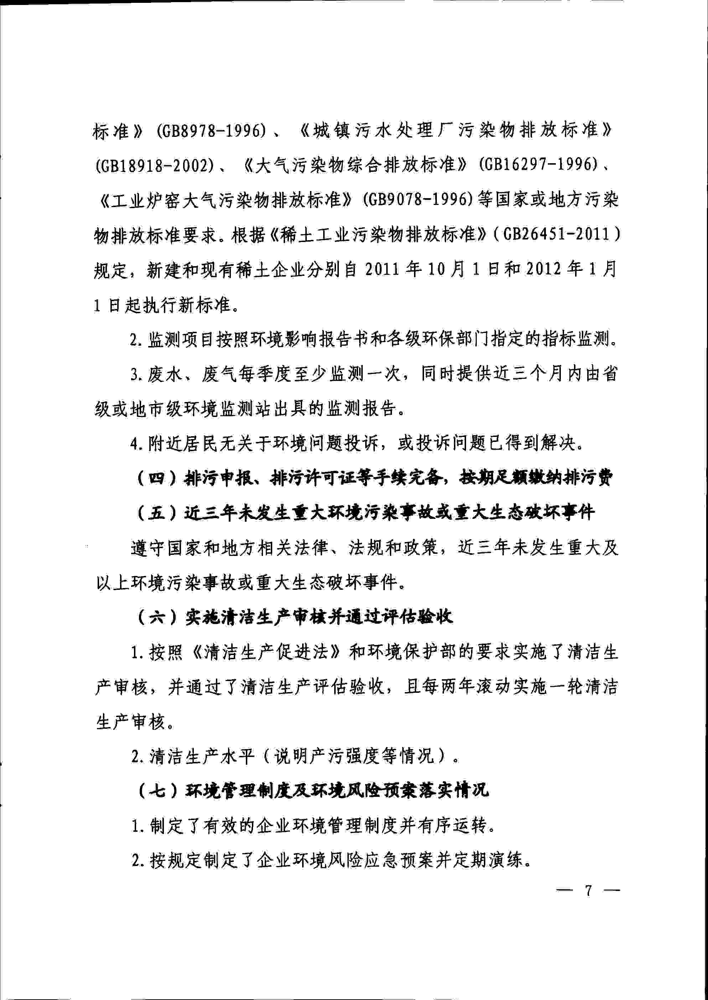 标准》(GB8978-1996)、《城镇污水处理厂污染物排放标准》
(GB18918-2002)、《大气污染物综合排放标准》(GB16297-1996)、
《工业炉窑大气污染物排放标准》(GB9078-1996)等国家或地方污染
物排放标准要求。根据《稀土工业污染物排放标准》（GB26451-2011）
规定，新建和现有稀土企业分别自 2011 年 10 月 1 日和 2012 年 1 月
1 日起执行新标准。
2.监测项目按照环境影响报告书和各级环保部门指定的指标监测。
3.废水、废气每季度至少监测一次，同时提供近三个月内由省
级或地市级环境监测站出具的监测报告。
4.附近居民无关于环境问题投诉，或投诉问题已得到解决。
（四）排污申报、排污许可证等手续完备，按期足额缴纳排污费
（五）近三年未发生重大环境污染事故或重大生态破坏事件
遵守国家和地方相关法律、法规和政策，近三年未发生重大及
以上环境污染事故或重大生态破坏事件。
（六）实施清洁生产审核并通过评估验收
1.按照《清洁生产促进法》和环境保护部的要求实施了清洁生
产审核，并通过了清洁生产评估验收，且每两年滚动实施一轮清洁
生产审核。
2.清洁生产水平（说明产污强度等情况）。
（七）环境管理制度及环境风险预案落实情况
1.制定了有效的企业环境管理制度并有序运转。
2.按规定制定了企业环境风险应急预案并定期演练。
— 7 —